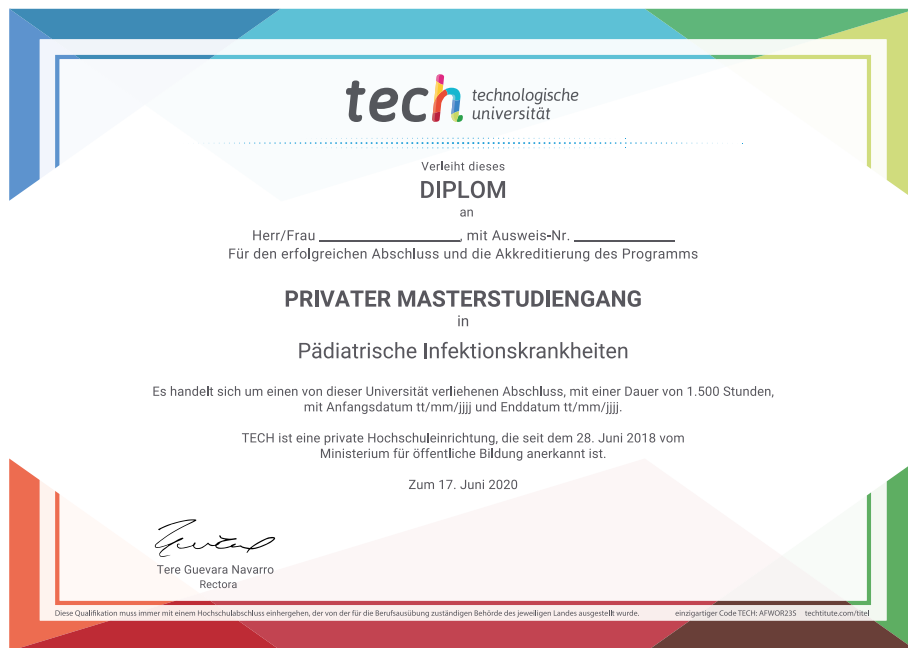 tech technologische
universität
Verleiht dieses
DIPLOM
an
Herr/Frau ____________________, mit Ausweis-Nr. ______________
Für den erfolgreichen Abschluss und die Akkreditierung des Programms
PRIVATER MASTERSTUDIENGANG
in
Pädiatrische Infektionskrankheiten
Es handelt sich um einen von dieser Universität verliehenen Abschluss, mit einer Dauer von 1.500 Stunden,
mit Anfangsdatum tt/mm/jjjj und Enddatum tt/mm/jjjj.
TECH ist eine private Hochschuleinrichtung, die seit dem 28. Juni 2018 vom
Ministerium für öffentliche Bildung anerkannt ist.
Zum 17. Juni 2020
Tere Guevara Navarro
Rectora
Diese Qualifikation muss immer mit einem Hochschulabschluss einhergehen, der von der für die Berufsausübung zuständigen Behörde des jeweiligen Landes ausgestellt wurde. einzigartiger Code TECH: AFWOR23S techtitute.com/titel